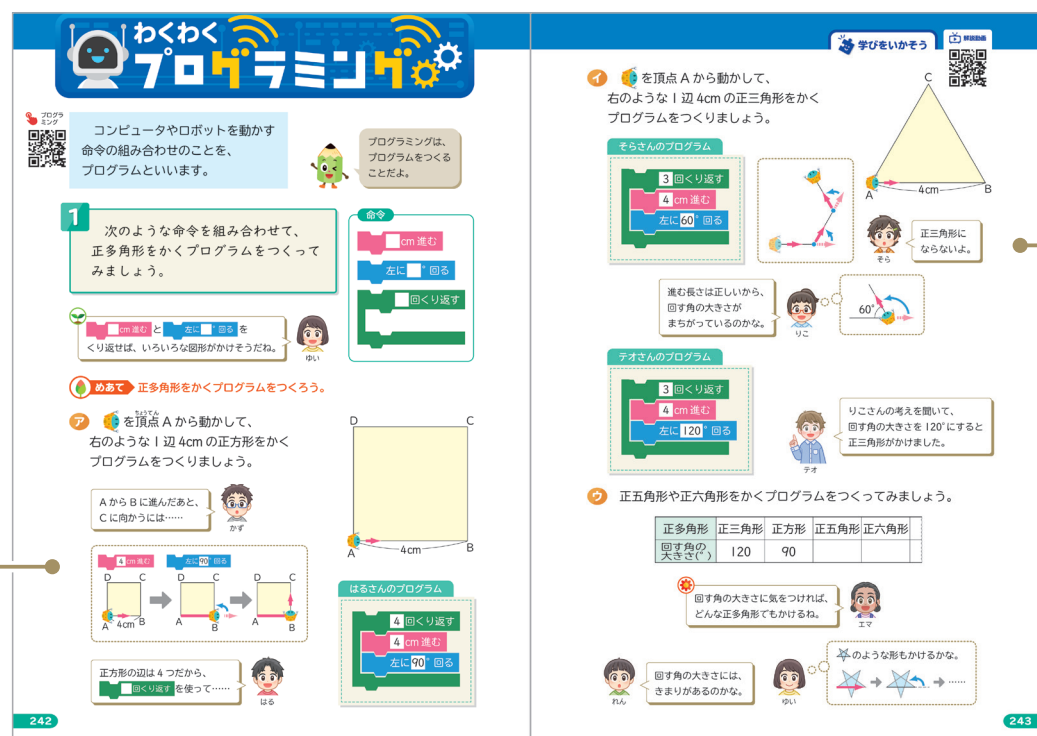 わくわく
プログラミング
プログラ
ミング
コンピュータやロボットを動かす
命令の組み合わせのことを、
プログラムといいます。
プログラミングは、
プログラムをつくる
ことだよ。
1
次のような命令を組み合わせて、
正多角形をかくプログラムをつくって
みましょう。
命令
cm 進む
左に ° 回る
回くり返す
cm 進む と 左に ° 回る を
くり返せば、いろいろな図形がかけそうだね。
ゆい
めあて 正多角形をかくプログラムをつくろう。
ア を頂点 A から動かして、
ちょうてん
右のような 1 辺 4cm の正方形をかく
プログラムをつくりましょう。
D C
A 4cm B
A から B に進んだあと、
C に向かうには……
かず
4 cm 進む 左に 90 ° 回る
D C D C D C
A 4cm B A B A B
正方形の辺は 4 つだから、
回くり返す を使って……
はる
はるさんのプログラム
4 回くり返す
4 cm 進む
左に 90 ° 回る
242
学びをいかそう
解説動画
イ を頂点 A から動かして、
右のような 1 辺 4cm の正三角形をかく
プログラムをつくりましょう。
C
A 4cm B
そらさんのプログラム
3 回くり返す
4 cm 進む
左に 60 ° 回る
正三角形に
ならないよ。
そら
進む長さは正しいから、
回す角の大きさが
まちがっているのかな。
りこ
60°
テオさんのプログラム
3 回くり返す
4 cm 進む
左に 120 ° 回る
りこさんの考えを聞いて、
回す角の大きさを 120°にすると
正三角形がかけました。
テオ
ウ 正五角形や正六角形をかくプログラムをつくってみましょう。
正多角形 正三角形 正方形 正五角形 正六角形
回す角の
大きさ(°) 120 90
回す角の大きさに気をつければ、
どんな正多角形でもかけるね。
エマ
回す角の大きさには、
きまりがあるのかな。
れん
のような形もかけるかな。
……
ゆい
243